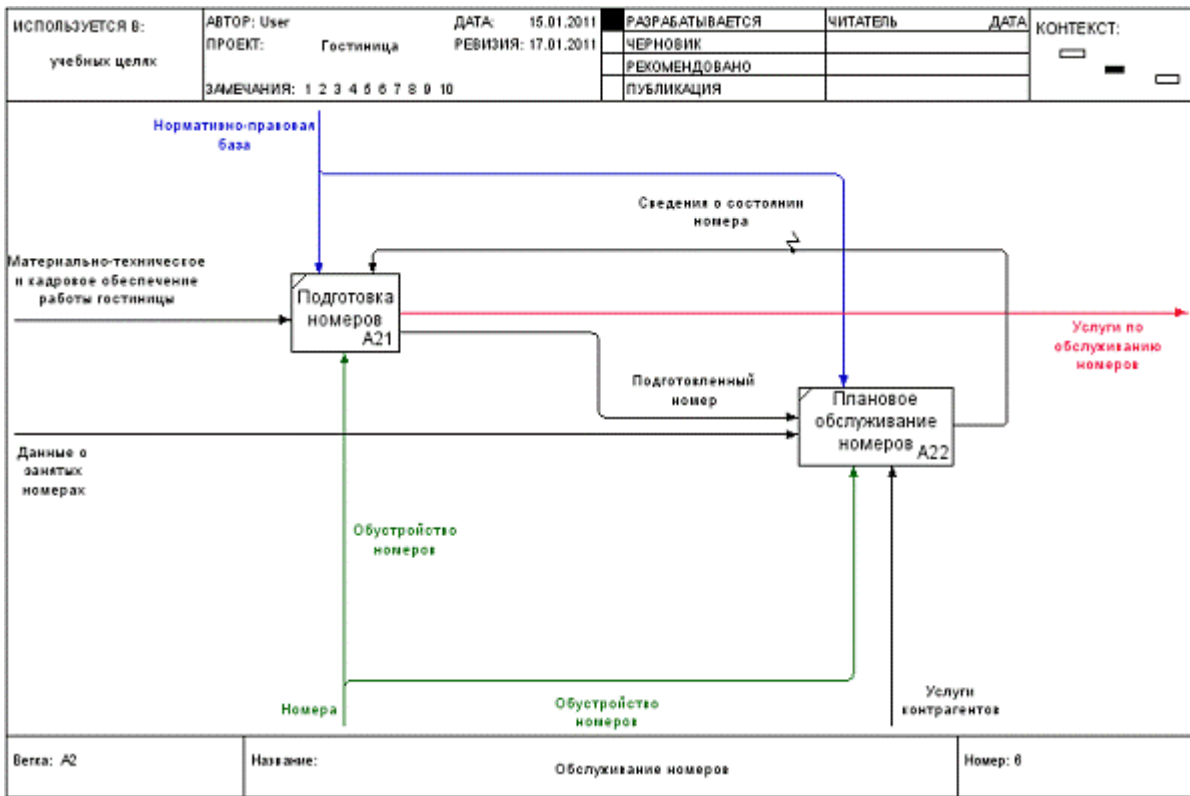 ИСПОЛЬЗУЕТСЯ В:
учебных целях
АВТОР: User
ДАТА: 15.01.2011
ПРОЕКТ: Гостиница
РЕВИЗИЯ: 17.01.2011
ЗАМЕЧАНИЯ: 1 2 3 4 5 6 7 8 9 10
РАЗРАБАТЫВАЕТСЯ
ЧЕРНОВИК
РЕКОМЕНДОВАНО
ПУБЛИКАЦИЯ
ЧИТАТЕЛЬ ДАТА
КОНТЕКСТ:
Нормативно-правовая
база
Сведения о состоянии
номера
Материально-техническое
и кадровое обеспечение
работы гостиницы
Подготовка
номеров
A21
Услуги по
обслуживанию
номеров
Подготовленный
номер
Плановое
обслуживание
номеров A22
Данные о
занятых
номерах
Обустройство
номеров
Номера
Обустройство
номеров
Услуги
контрагентов
Ветка: A2
Название:
Обслуживание номеров
Номер: 6